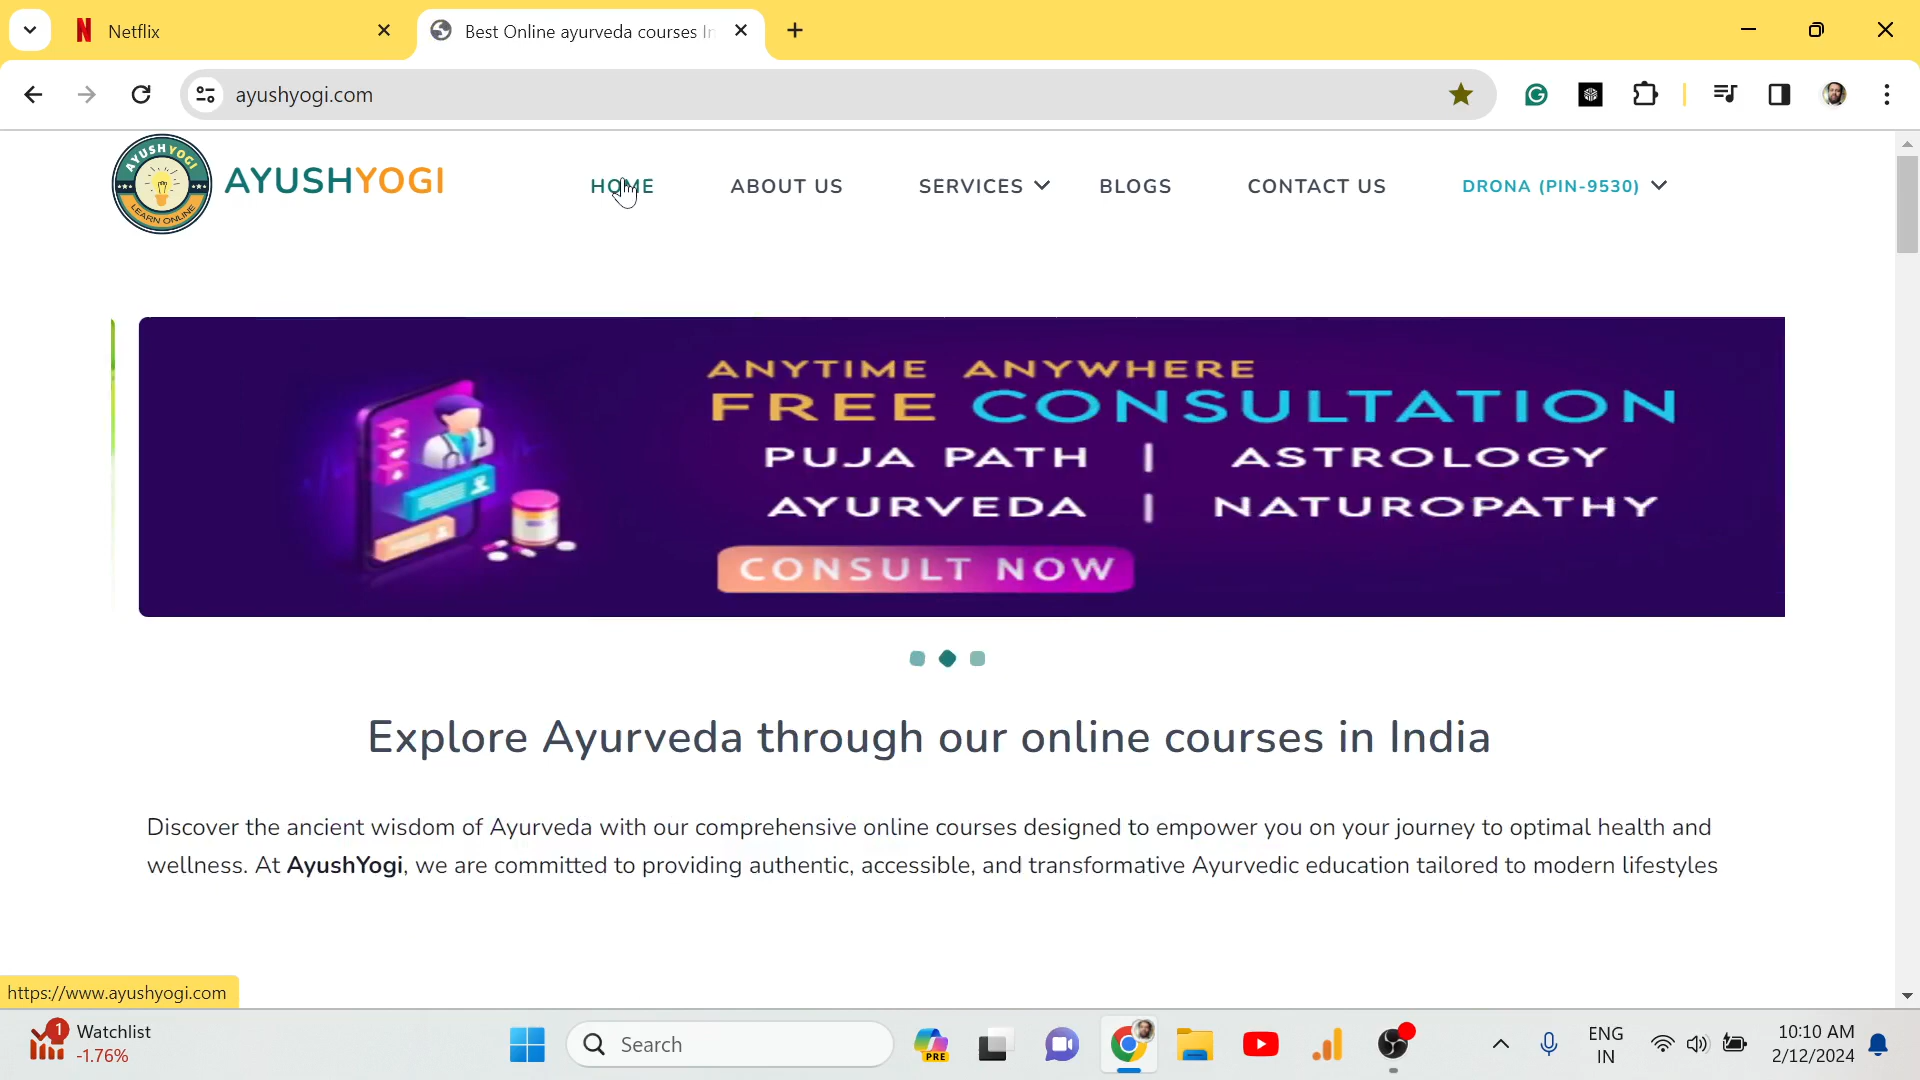 Netflix
Best Online ayurveda courses In
ayushyogi.com
AYUSHYOGI
LEARN ONLINE
AYUSHYOGI
HOME
ABOUT US
SERVICES
BLOGS
CONTACT US
DRONA (PIN-9530)
ANYTIME ANYWHERE
FREE CONSULTATION
PUJA PATH | ASTROLOGY
AYURVEDA | NATUROPATHY
CONSULT NOW
Explore Ayurveda through our online courses in India
Discover the ancient wisdom of Ayurveda with our comprehensive online courses designed to empower you on your journey to optimal health and
wellness. At AyushYogi, we are committed to providing authentic, accessible, and transformative Ayurvedic education tailored to modern lifestyles
https://www.ayushyogi.com
1
Watchlist
-1.76%
Search
PRE
ENG
IN
10:10 AM
2/12/2024